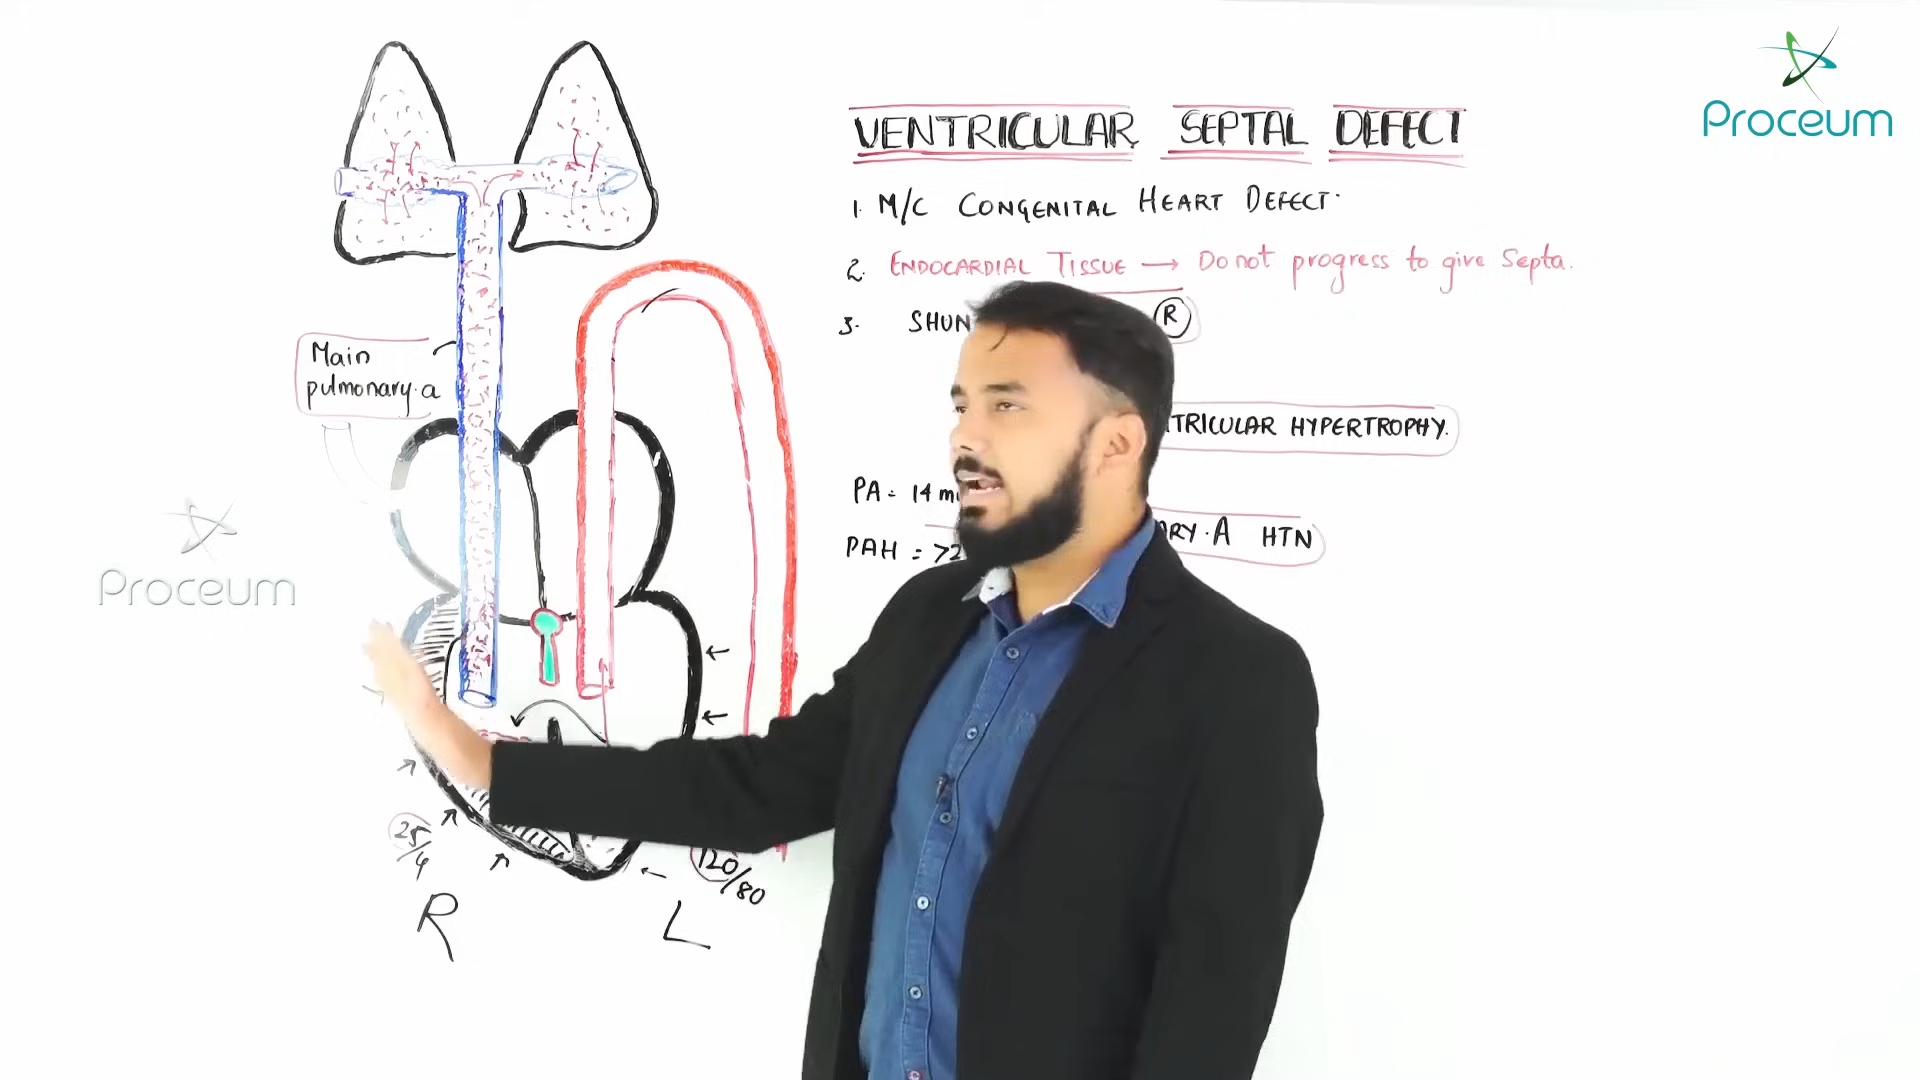 Proceum
VENTRICULAR SEPTAL DEFECT
1. M/C CONGENITAL HEART DEFECT.
2. ENDOCARDIAL TISSUE → Do not progress to give Septa.
3. SHUN R
TRICULAR HYPERTROPHY.
PA = 14 m
RY.A HTN
PAH = >2
Main
pulmonary.a
Proceum
25/4
120/80
R
L